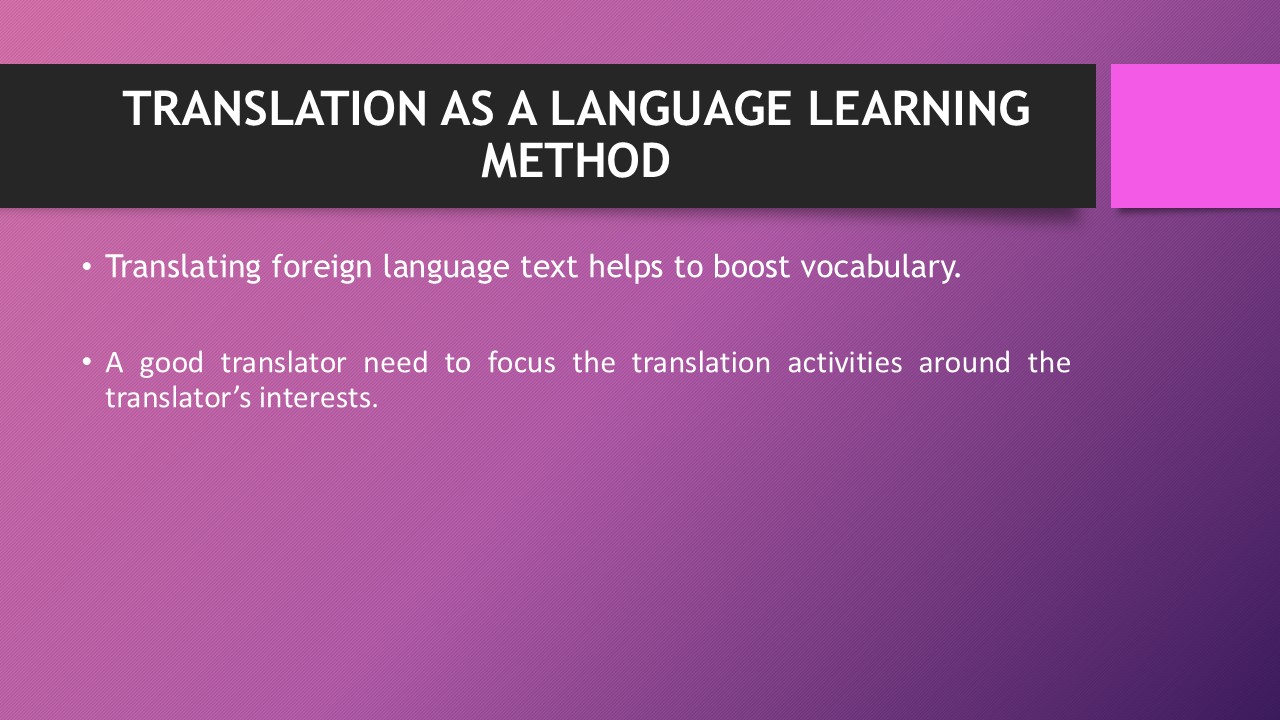 TRANSLATION AS A LANGUAGE LEARNING
METHOD
• Translating foreign language text helps to boost vocabulary.
• A good translator need to focus the translation activities around the
translator’s interests.